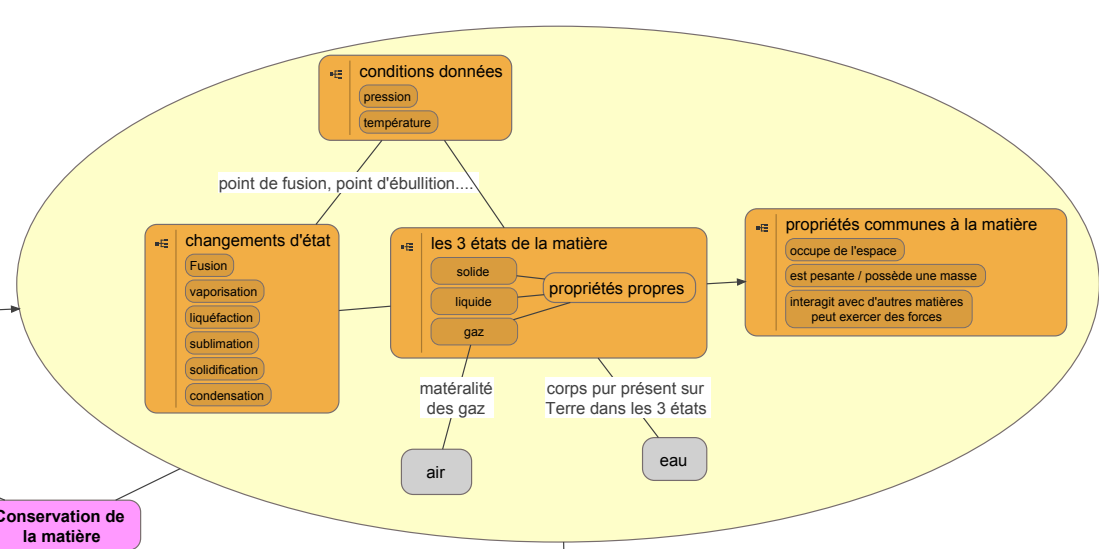 conditions données
pression
température
point de fusion, point d'ébullition....
changements d'état
Fusion
vaporisation
liquéfaction
sublimation
solidification
condensation
les 3 états de la matière
solide
liquide
gaz
propriétés propres
propriétés communes à la matière
occupe de l'espace
est pesante / possède une masse
interagit avec d'autres matières
peut exercer des forces
matéralité
des gaz
corps pur présent sur
Terre dans les 3 états
air
eau
Conservation de
la matière